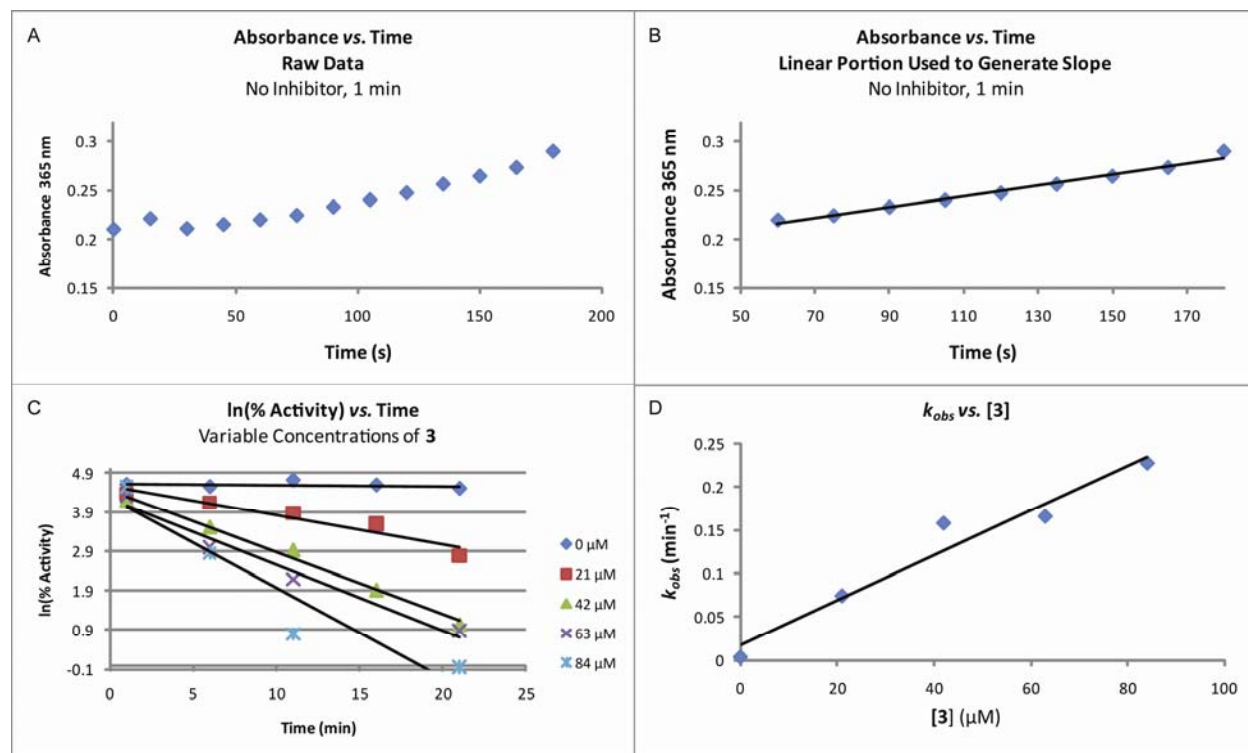 A
Absorbance vs. Time
Raw Data
No Inhibitor, 1 min
Absorbance 365 nm
0.3
0.25
0.2
0.15
0
50
100
150
200
Time (s)
B
Absorbance vs. Time
Linear Portion Used to Generate Slope
No Inhibitor, 1 min
Absorbance 365 nm
0.3
0.25
0.2
0.15
50
70
90
110
130
150
170
Time (s)
C
ln(% Activity) vs. Time
Variable Concentrations of 3
ln(% Activity)
4.9
3.9
2.9
1.9
0.9
-0.1
0
5
10
15
20
25
Time (min)
0 μM
21 μM
42 μM
63 μM
84 μM
D
kobs vs. [3]
kobs (min-1)
0.25
0.2
0.15
0.1
0.05
0
0
20
40
60
80
100
[3] (μM)